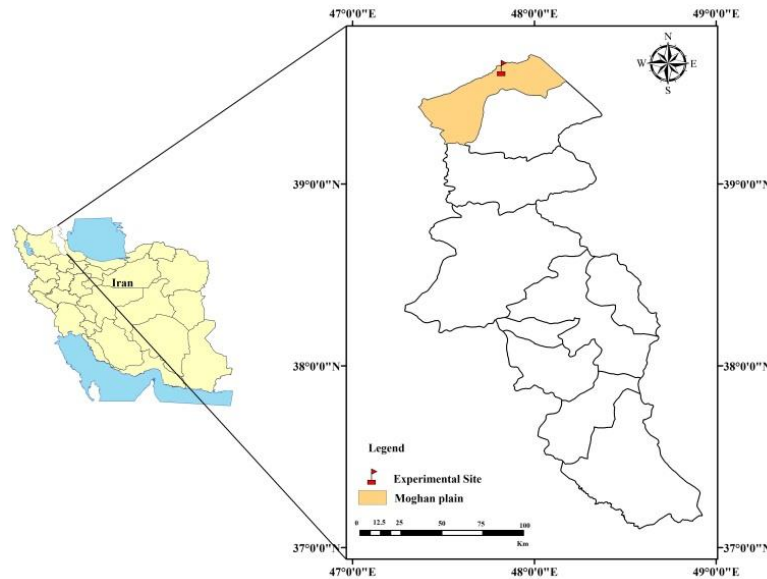 47°0'0"E 48°0'0"E 49°0'0"E
N
W E
S
39°0'0"N 39°0'0"N
Iran
38°0'0"N 38°0'0"N
Legend
Experimental Site
Moghan plain
0 12.5 25 50 75 100
Km
37°0'0"N 37°0'0"N
47°0'0"E 48°0'0"E 49°0'0"E